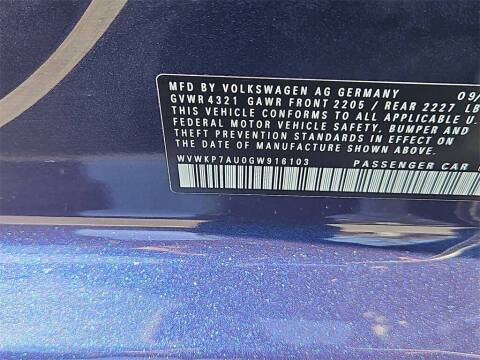 MFD BY VOLKSWAGEN AG GERMANY 09/
GVWR 4321 GAWR FRONT 2205 / REAR 2227 LB
THIS VEHICLE CONFORMS TO ALL APPLICABLE U.
FEDERAL MOTOR VEHICLE SAFETY, BUMPER AND
THEFT PREVENTION STANDARDS IN EFFECT ON
THE DATE OF MANUFACTURE SHOWN ABOVE.
WVWKP7AU0GW916103 PASSENGER CAR